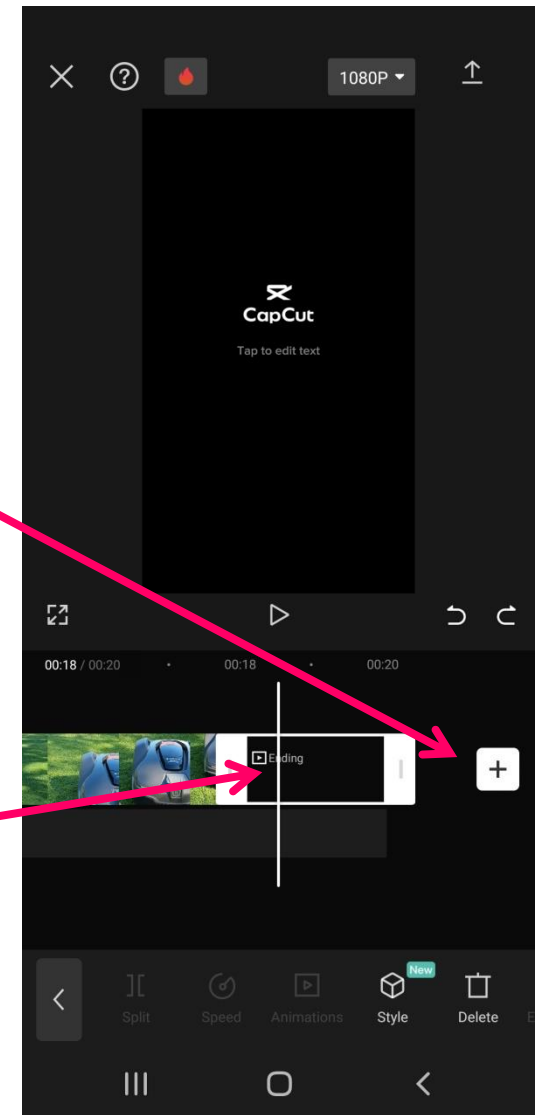 1080P
CapCut
Tap to edit text
00:18 / 00:20 00:18 00:20
Ending
New
Split Speed Animations Style Delete E